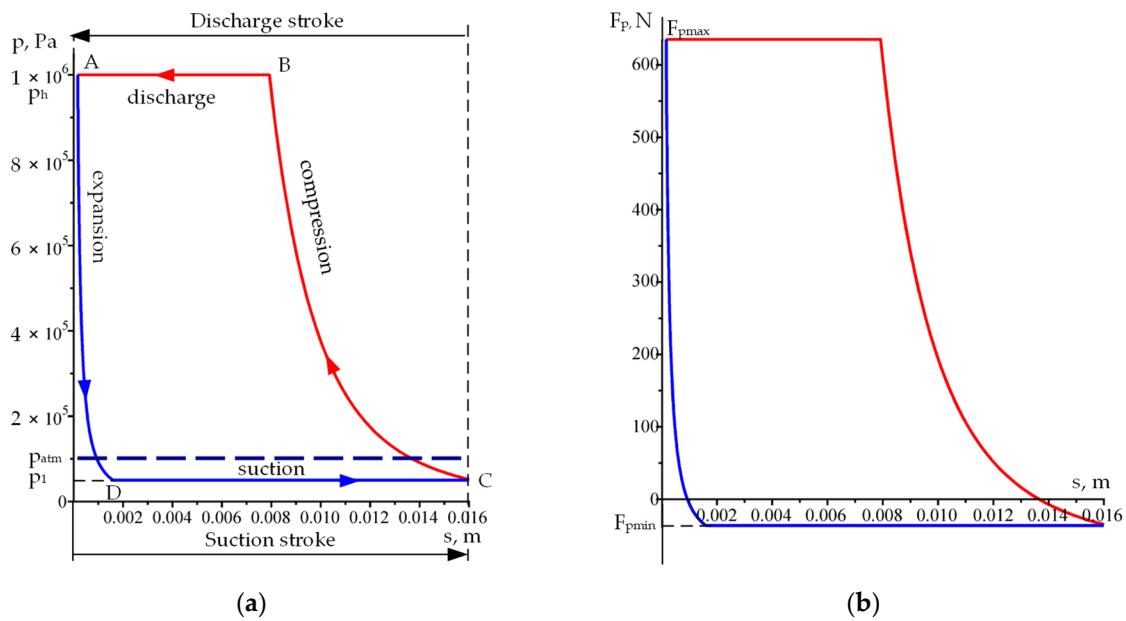 Discharge stroke
p, Pa
A
B
1 × 10⁶
pₕ
discharge
8 × 10⁵
expansion
compression
6 × 10⁵
4 × 10⁵
2 × 10⁵
patm
suction
p1
C
D
0
0.002 0.004 0.006 0.008 0.010 0.012 0.014 0.016
s, m
Suction stroke
(a)
Fp, N
Fpmax
600
500
400
300
200
100
s, m
0
0.002 0.004 0.006 0.008 0.010 0.012 0.014 0.016
Fpmin
(b)